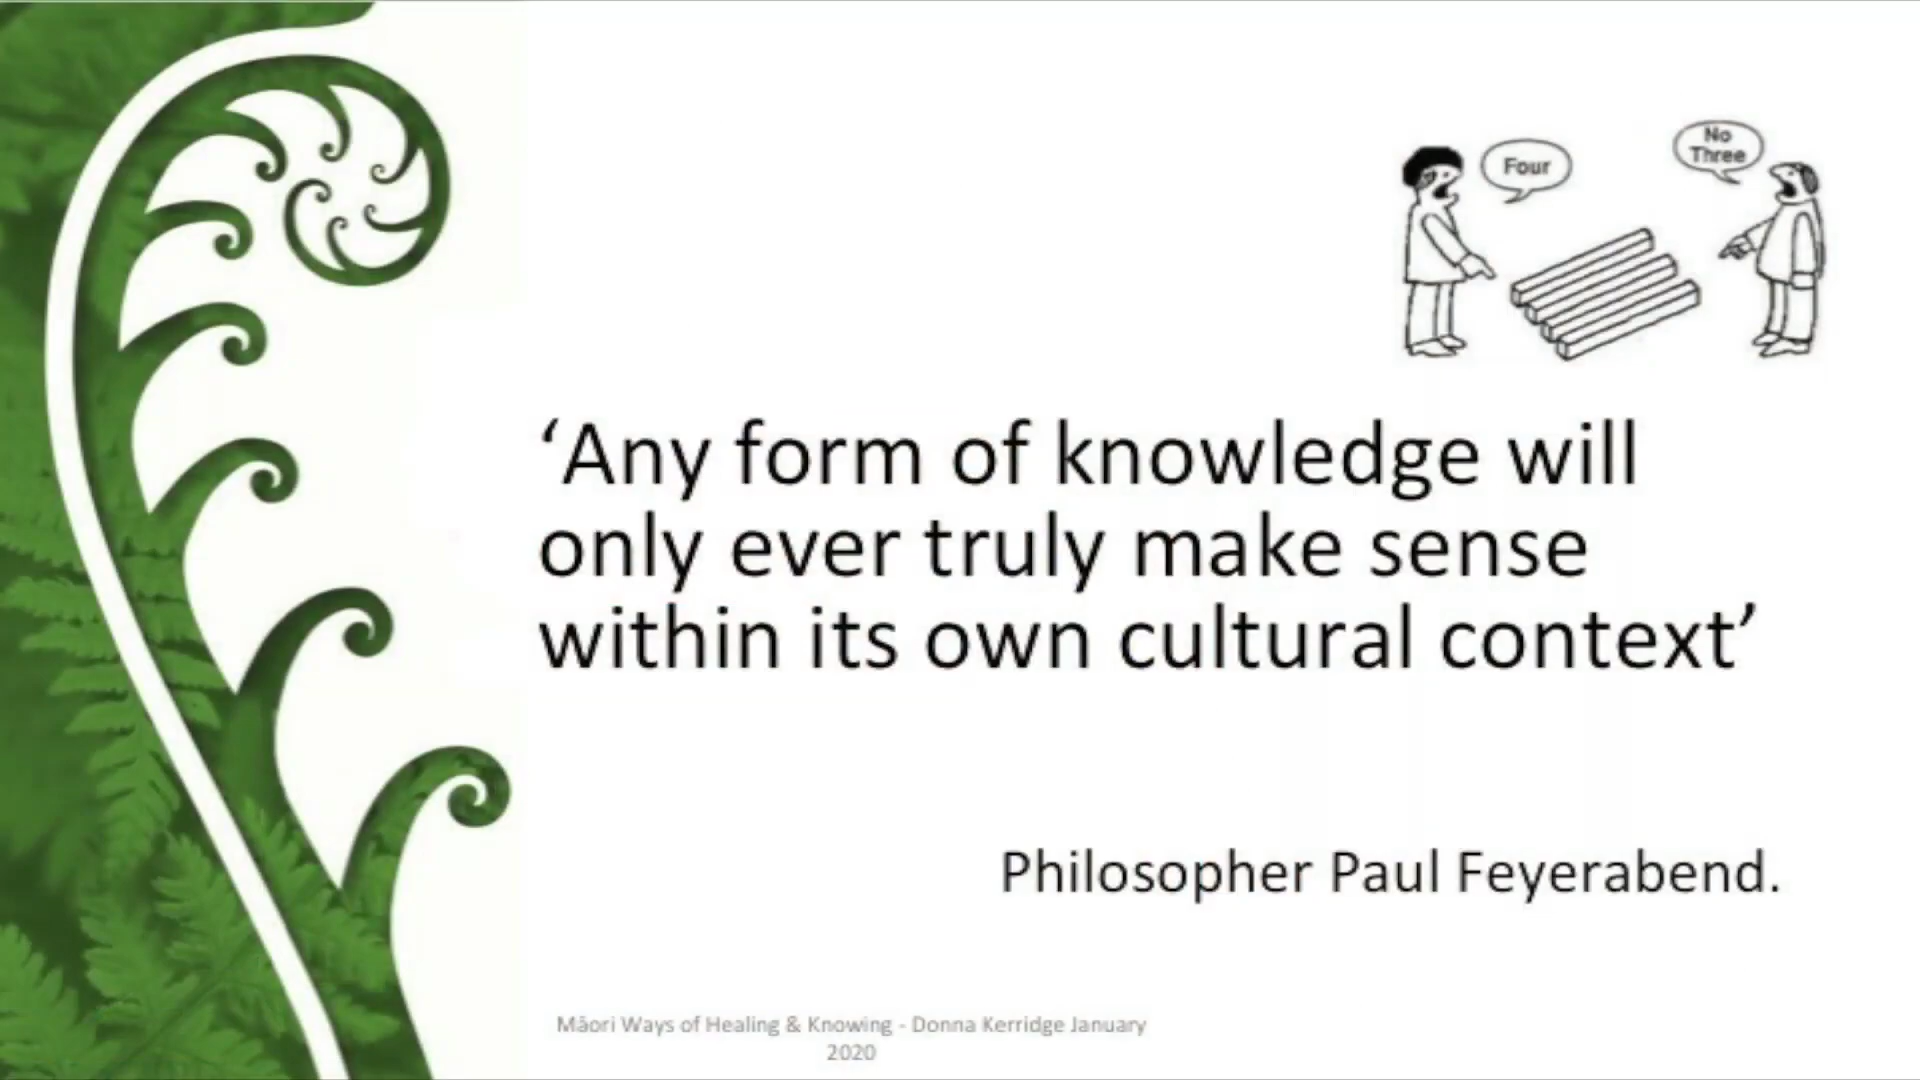 Four
No
Three
‘Any form of knowledge will
only ever truly make sense
within its own cultural context’
Philosopher Paul Feyerabend.
Māori Ways of Healing & Knowing - Donna Kerridge January
2020